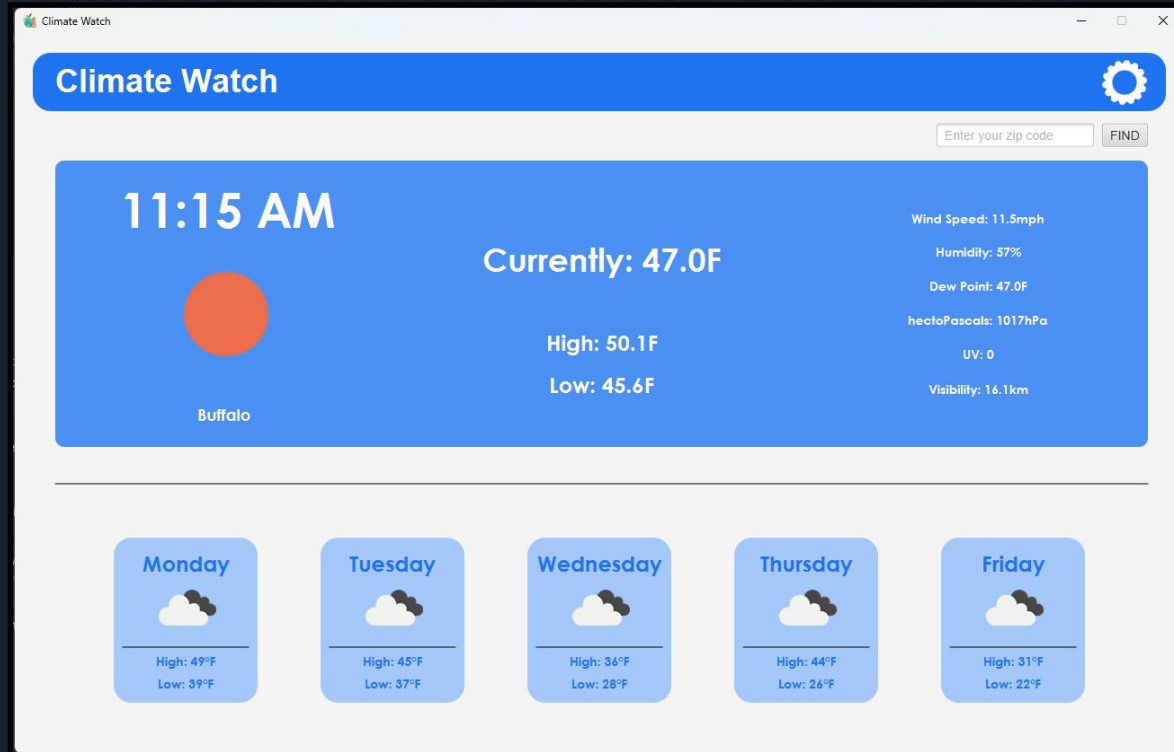 Climate Watch
Climate Watch
Enter your zip code
FIND
11:15 AM
Buffalo
Currently: 47.0F
High: 50.1F
Low: 45.6F
Wind Speed: 11.5mph
Humidity: 57%
Dew Point: 47.0F
hectoPascals: 1017hPa
UV: 0
Visibility: 16.1km
Monday
High: 49°F
Low: 39°F
Tuesday
High: 45°F
Low: 37°F
Wednesday
High: 36°F
Low: 28°F
Thursday
High: 44°F
Low: 26°F
Friday
High: 31°F
Low: 22°F